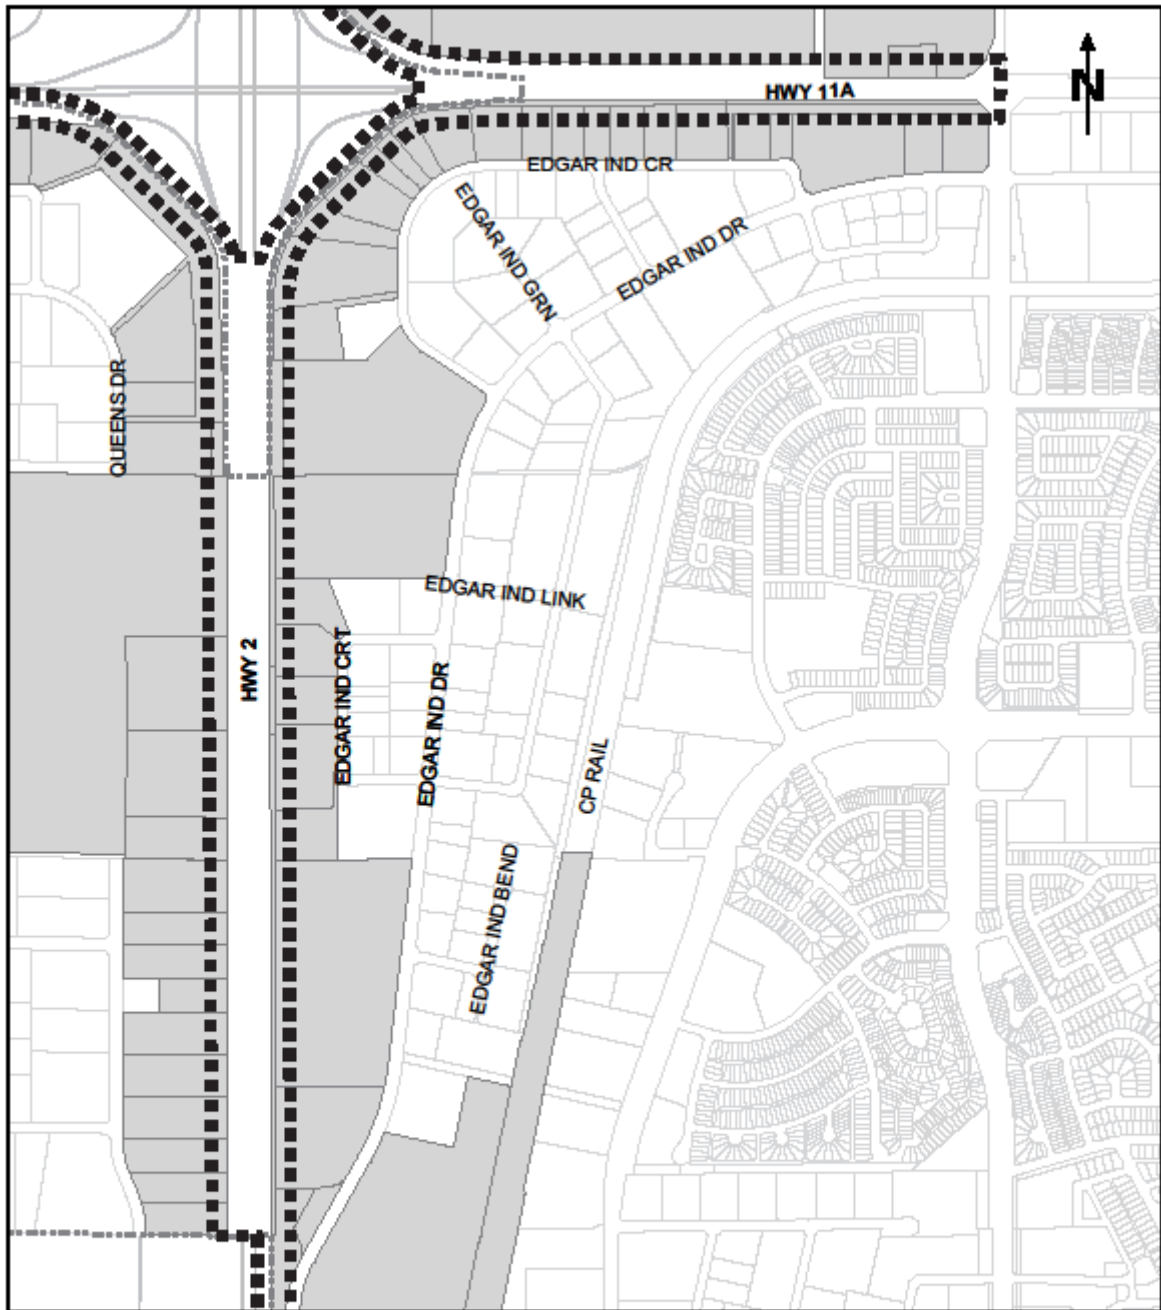 HWY 11A
N
EDGAR IND CR
EDGAR IND GRN
EDGAR IND DR
QUEENS DR
EDGAR IND LINK
HWY 2
EDGAR IND CRT
EDGAR IND DR
CP RAIL
EDGAR IND BEND